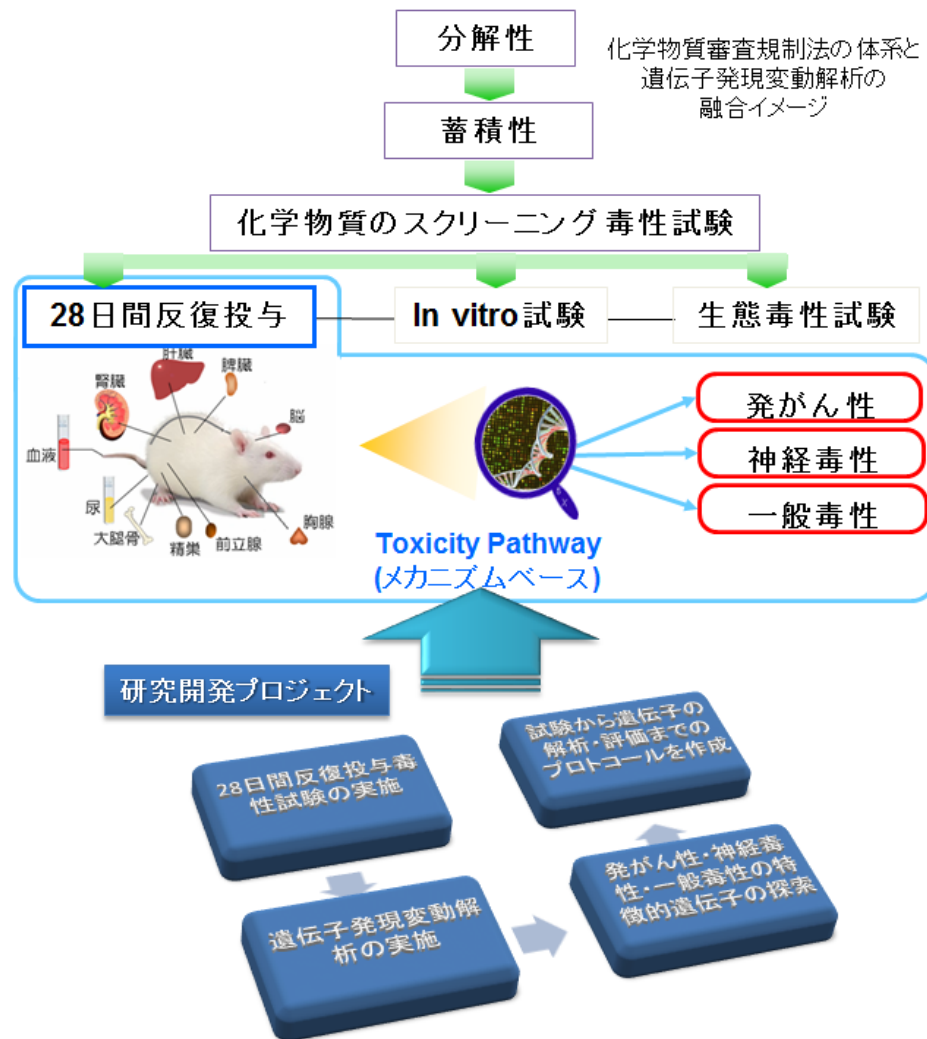 分解性
化学物質審査規制法の体系と
遺伝子発現変動解析の
融合イメージ
蓄積性
化学物質のスクリーニング毒性試験
28日間反復投与
In vitro試験
生態毒性試験
肝臓
脾臓
腎臓
脳
血液
尿
大腿骨
精巣
前立腺
胸腺
発がん性
神経毒性
一般毒性
Toxicity Pathway
(メカニズムベース)
研究開発プロジェクト
28日間反復投与毒
性試験の実施
遺伝子発現変動解
析の実施
発がん性・神経毒
性・一般毒性の特
徴的遺伝子の探索
試験から遺伝子の
解析・評価までの
プロトコールを作成